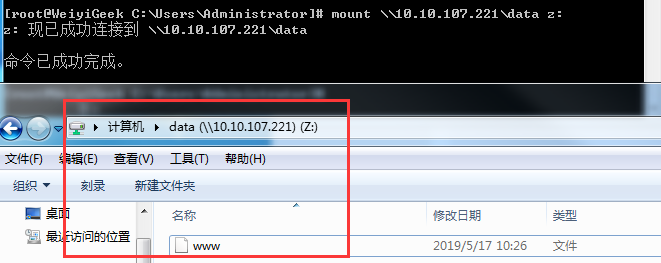 [root@WeiyiGeek C:\Users\Administrator]# mount \\10.10.107.221\data z:
z: 现已成功连接到 \\10.10.107.221\data
命令已成功完成。
计算机 data (\\10.10.107.221) (Z:)
文件(F) 编辑(E) 查看(V) 工具(T) 帮助(H)
组织 刻录 新建文件夹
桌面 名称 修改日期 类型
最近访问的位置 www 2019/5/17 10:26 文件